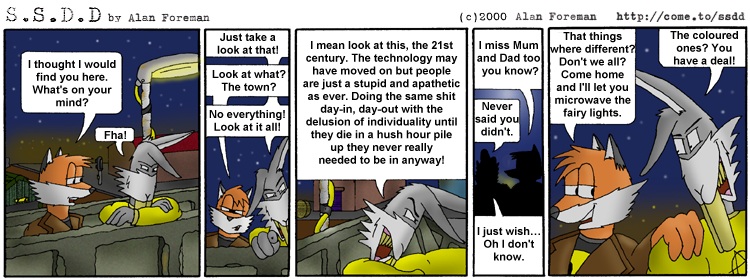 S.S.D.D by Alan Foreman (c)2000 Alan Foreman http://come.to/ssdd
I thought I would
find you here.
What's on your
mind?
Fha!
Just take a
look at that!
Look at what?
The town?
No everything!
Look at it all!
I mean look at this, the 21st
century. The technology may
have moved on but people
are just a stupid and apathetic
as ever. Doing the same shit
day-in, day-out with the
delusion of individuality until
they die in a hush hour pile
up they never really
needed to be in anyway!
I miss Mum
and Dad too
you know?
Never
said you
didn't.
I just wish...
Oh I don't
know.
That things
where different?
Don't we all?
Come home
and I'll let you
microwave the
fairy lights.
The coloured
ones? You
have a deal!